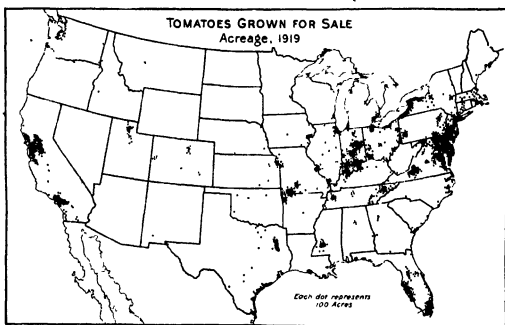 TOMATOES GROWN FOR SALE
Acreage, 1919
Each dot represents
100 Acres